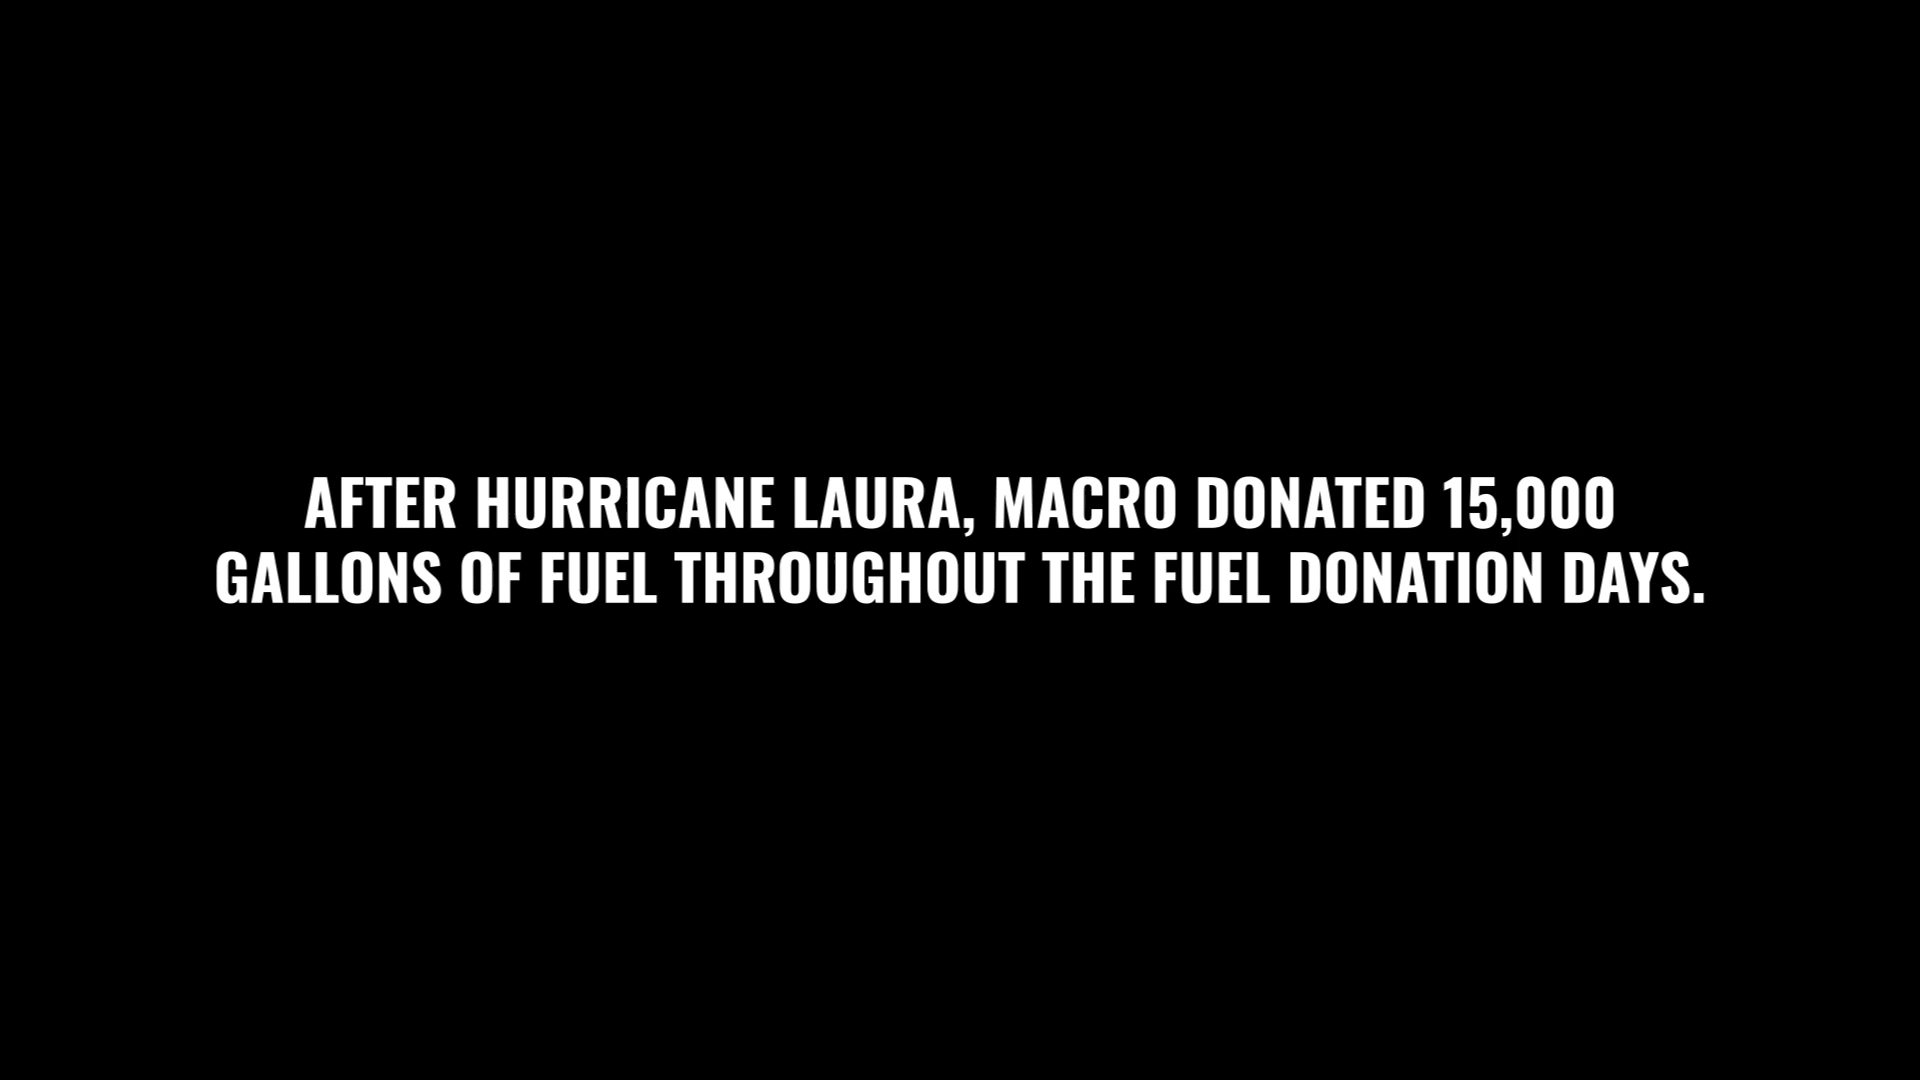 AFTER HURRICANE LAURA, MACRO DONATED 15,000
GALLONS OF FUEL THROUGHOUT THE FUEL DONATION DAYS.